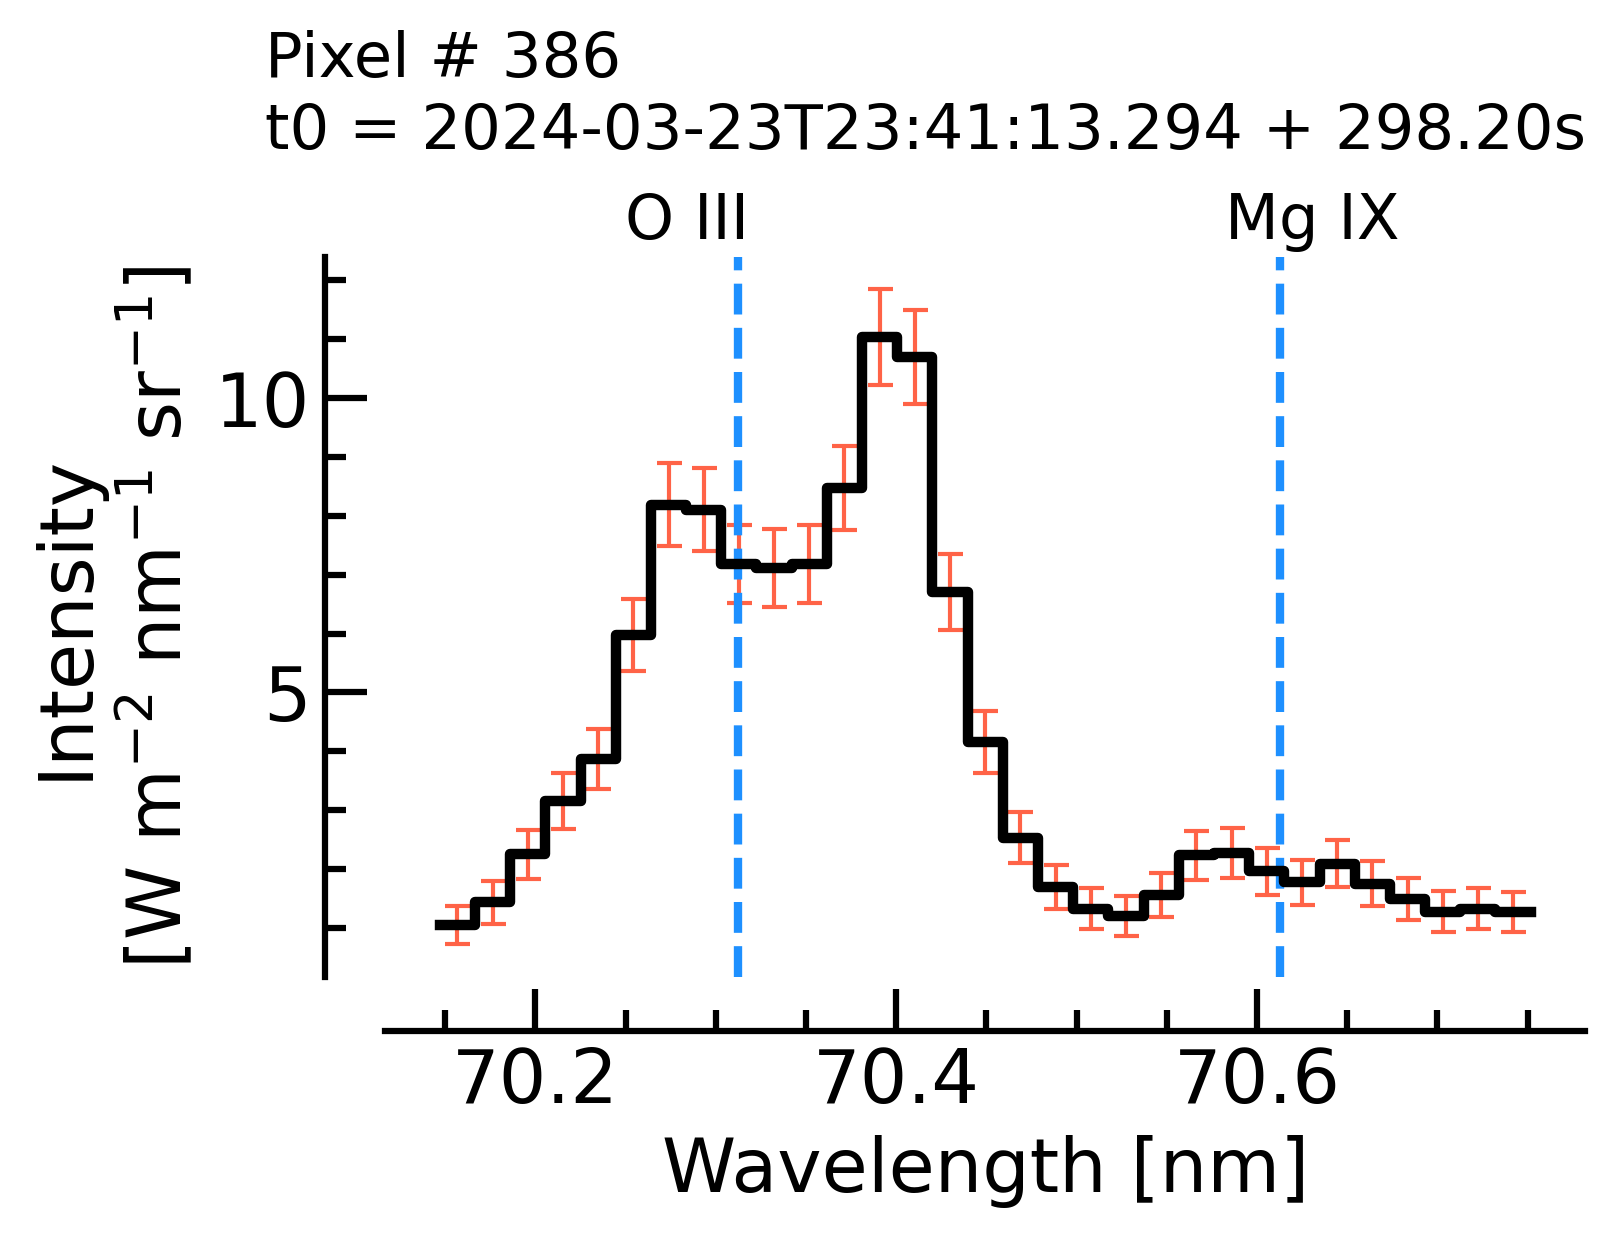 Pixel # 386
t0 = 2024-03-23T23:41:13.294 + 298.20s
O III
Mg IX
Intensity
[W m⁻² nm⁻¹ sr⁻¹]
10
5
70.2
70.4
70.6
Wavelength [nm]